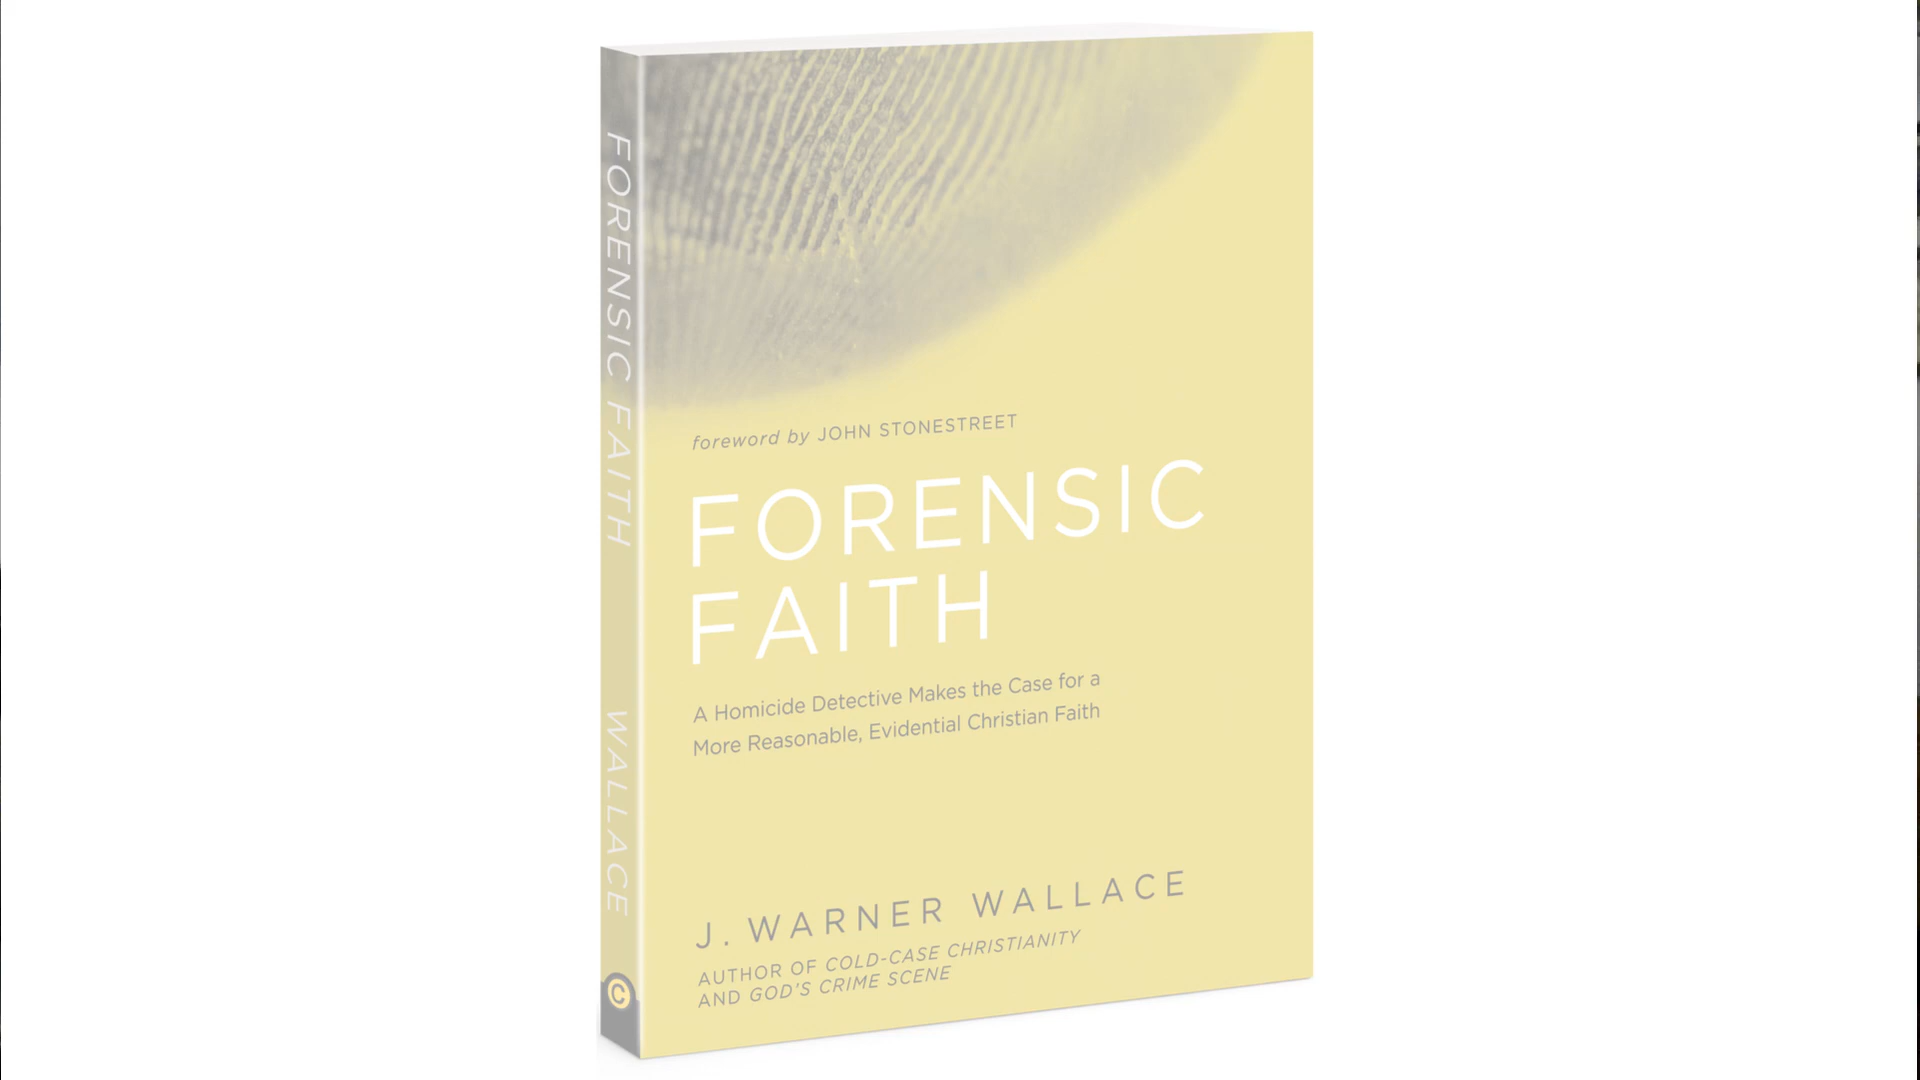 FORENSIC FAITH WALLACE
foreword by JOHN STONESTREET
FORENSIC
FAITH
A Homicide Detective Makes the Case for a
More Reasonable, Evidential Christian Faith
J. WARNER WALLACE
AUTHOR OF COLD-CASE CHRISTIANITY
AND GOD'S CRIME SCENE
C